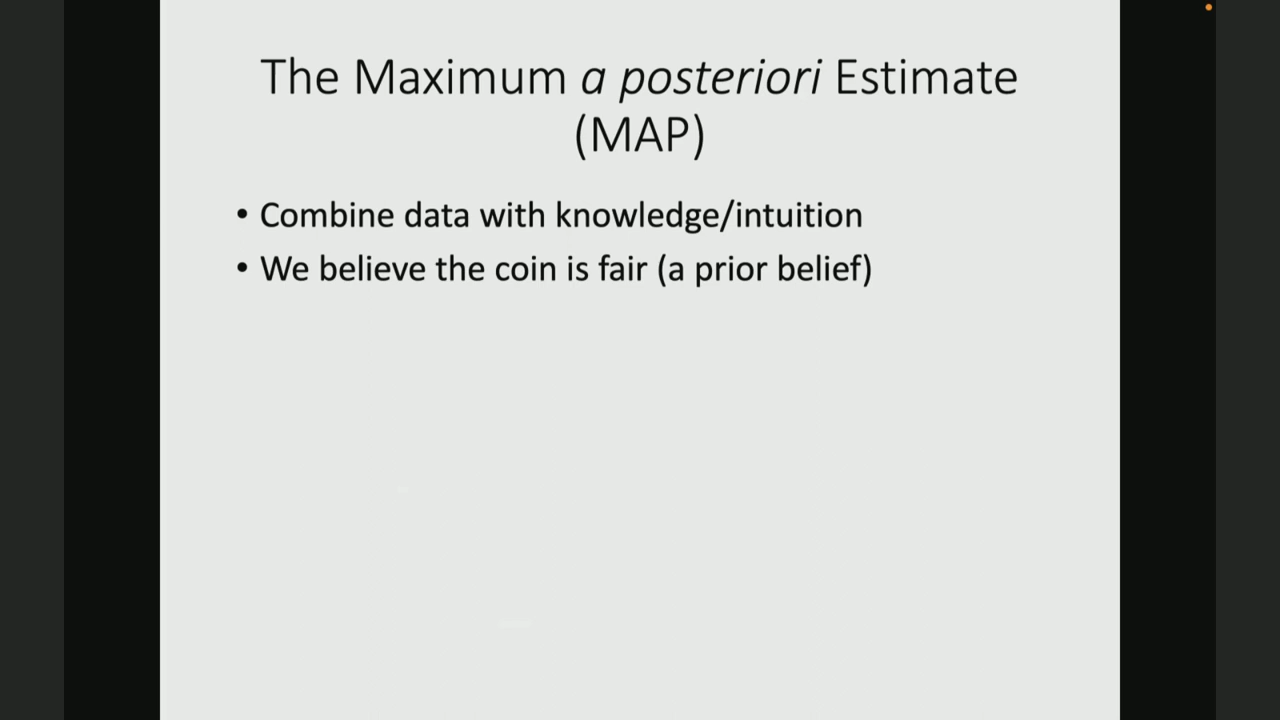 The Maximum a posteriori Estimate
(MAP)
• Combine data with knowledge/intuition
• We believe the coin is fair (a prior belief)